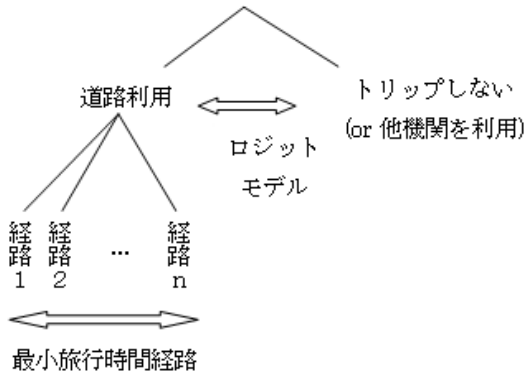 道路利用
トリップしない
(or 他機関を利用)
ロジット
モデル
経路1
経路2
...
経路n
最小旅行時間経路